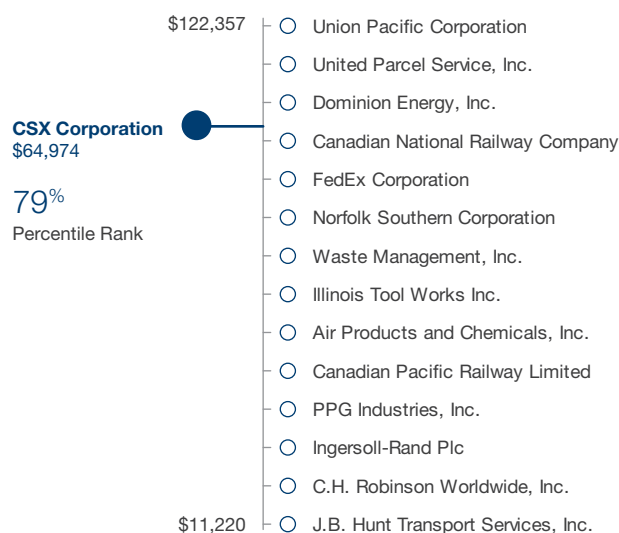 $122,357
Union Pacific Corporation
United Parcel Service, Inc.
Dominion Energy, Inc.
CSX Corporation
$64,974
Canadian National Railway Company
79%
Percentile Rank
FedEx Corporation
Norfolk Southern Corporation
Waste Management, Inc.
Illinois Tool Works Inc.
Air Products and Chemicals, Inc.
Canadian Pacific Railway Limited
PPG Industries, Inc.
Ingersoll-Rand Plc
C.H. Robinson Worldwide, Inc.
$11,220
J.B. Hunt Transport Services, Inc.